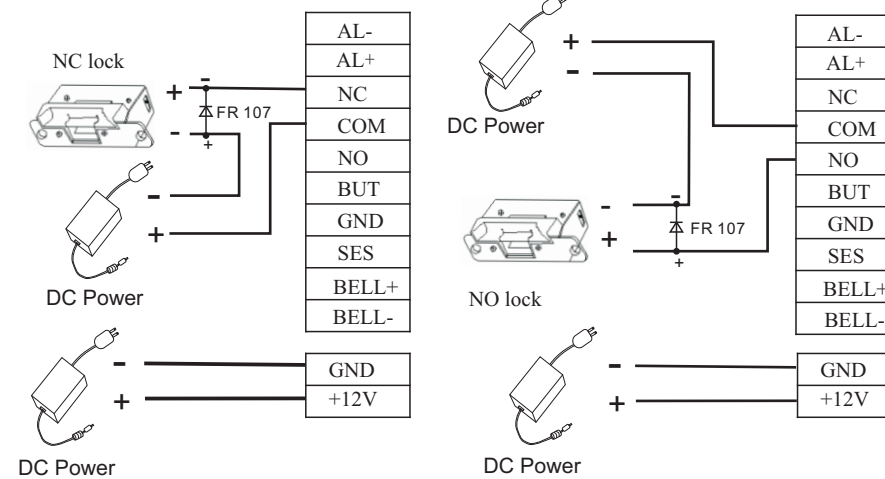 NC lock
+
-
-
FR 107
+
-
+
DC Power
AL-
AL+
NC
COM
NO
BUT
GND
SES
BELL+
BELL-
-
+
DC Power
GND
+12V
+
-
DC Power
-
+
-
FR 107
+
NO lock
AL-
AL+
NC
COM
NO
BUT
GND
SES
BELL+
BELL-
-
+
DC Power
GND
+12V